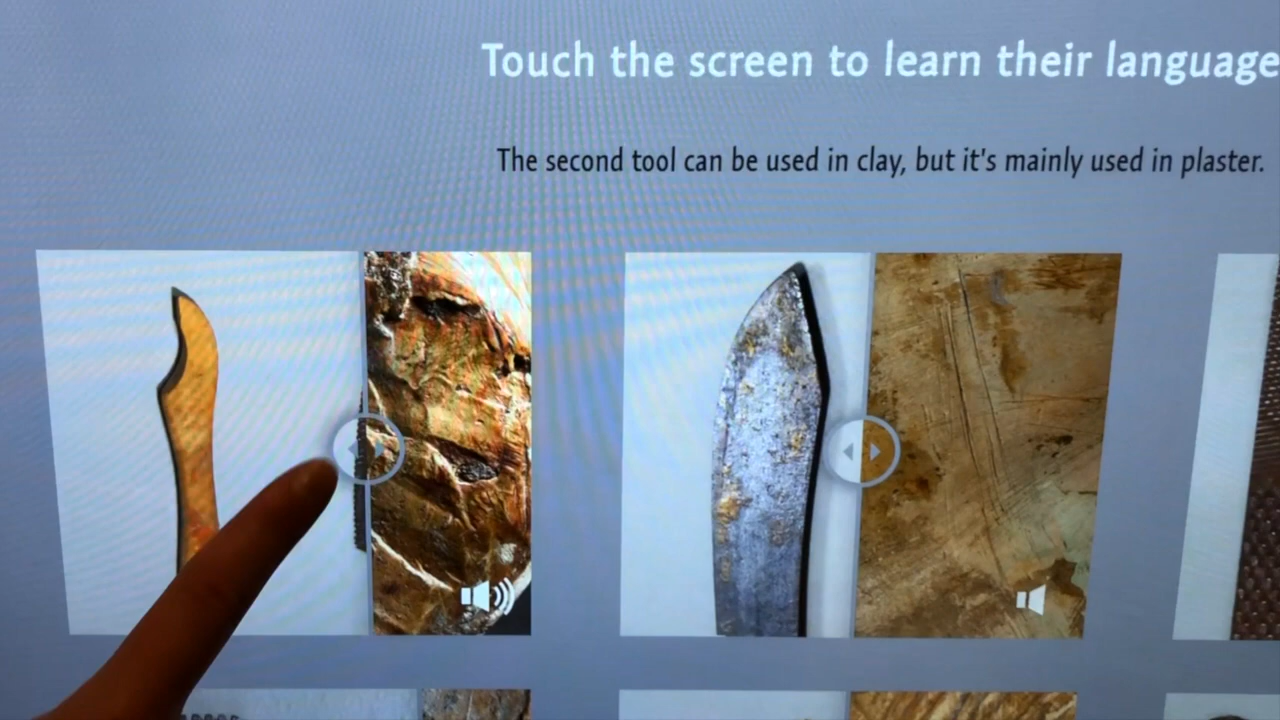 Touch the screen to learn their language
The second tool can be used in clay, but it's mainly used in plaster.